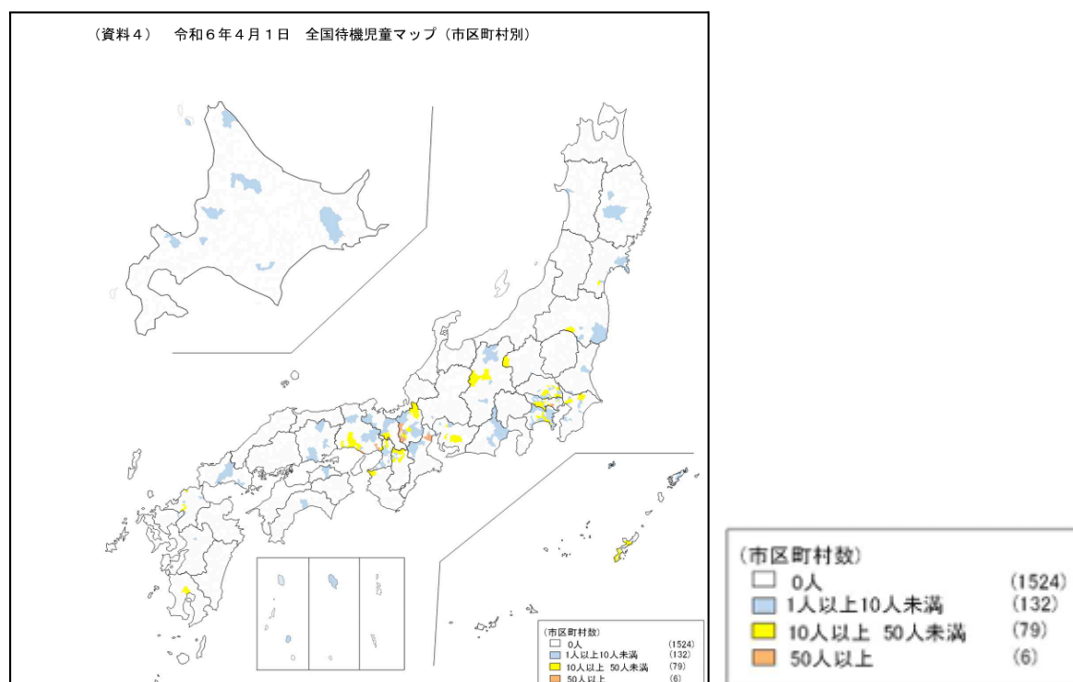 （資料４）　令和６年４月１日　全国待機児童マップ（市区町村別）
（市区町村数）
0人 （1524）
1人以上10人未満 （132）
10人以上 50人未満 （79）
50人以上 （6）
（市区町村数）
0人 （1524）
1人以上10人未満 （132）
10人以上 50人未満 （79）
50人以上 （6）